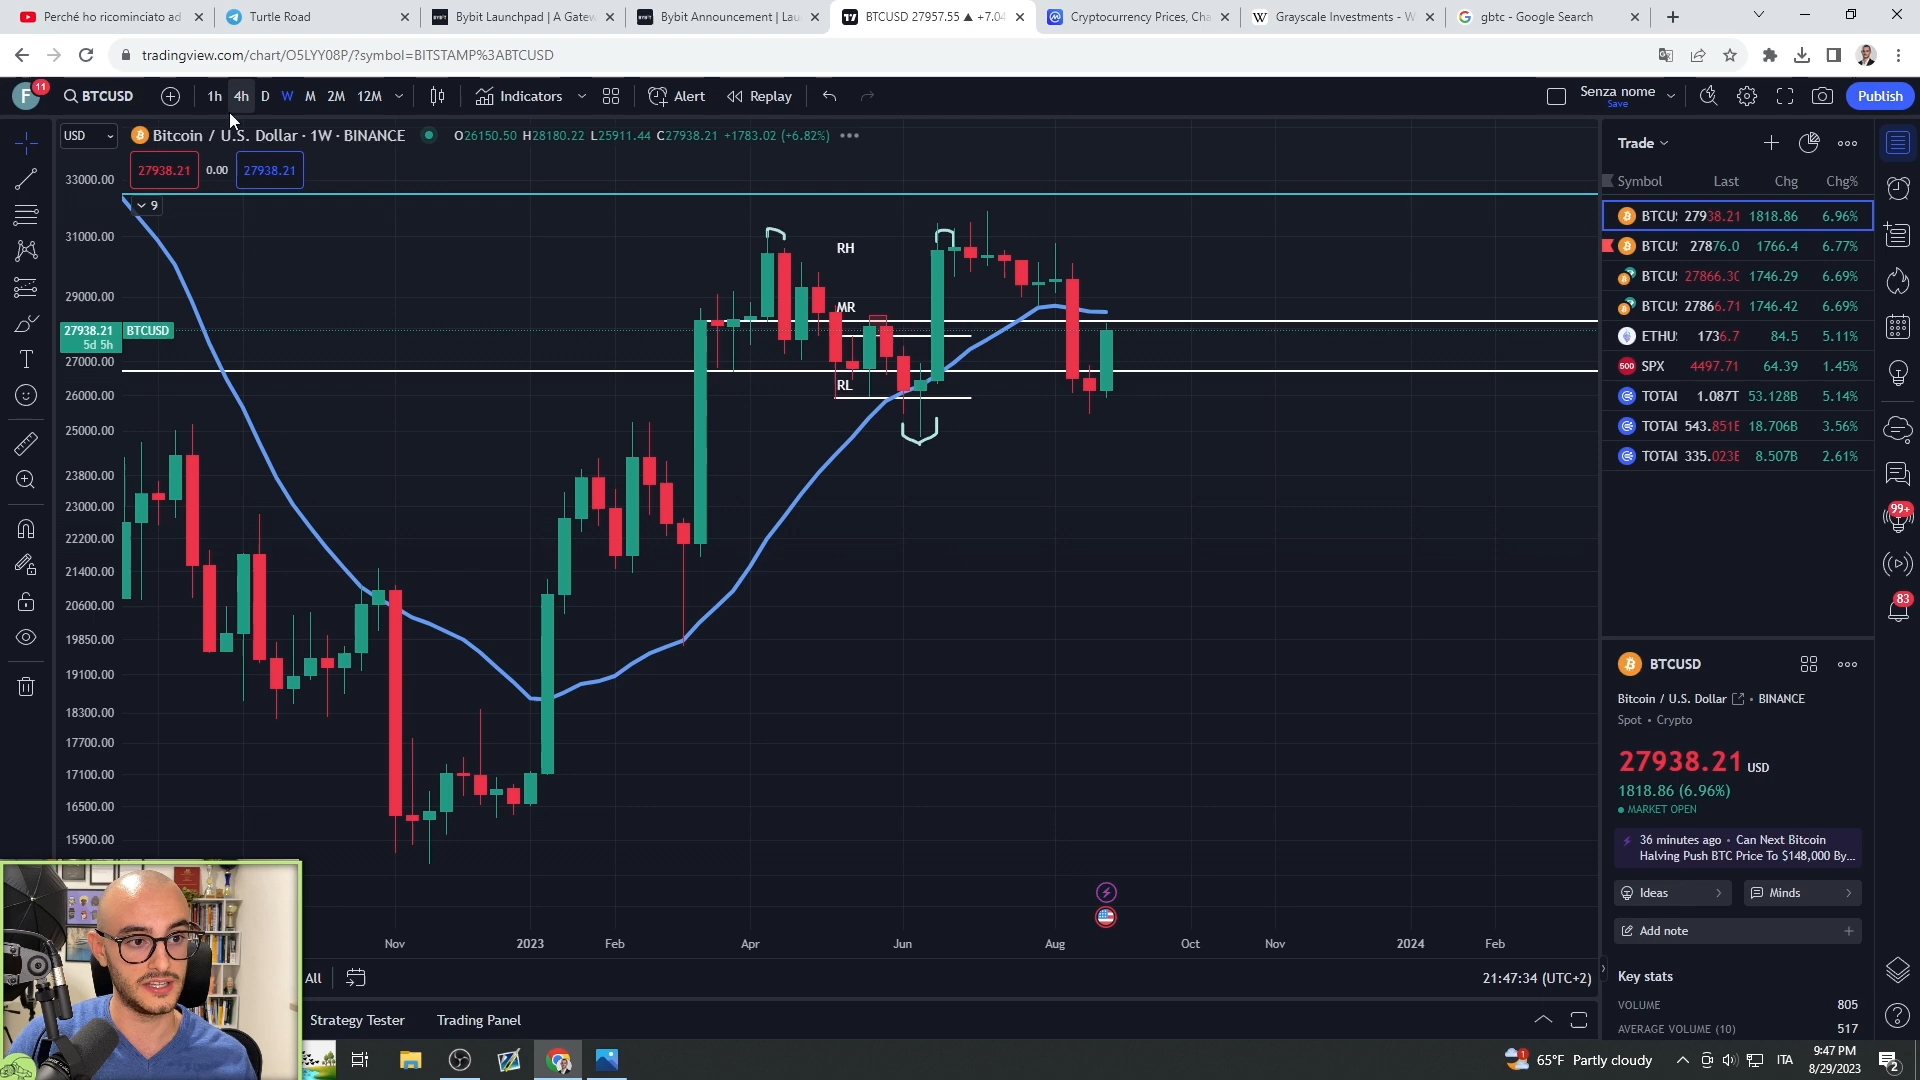 Perché ho ricominciato ad
Turtle Road
Bybit Launchpad | A Gatew
Bybit Announcement | Lau
BTCUSD 27957.55 ▲ +7.04
Cryptocurrency Prices, Cha
Grayscale Investments - W
gbtc - Google Search
tradingview.com/chart/O5LYY08P/?symbol=BITSTAMP%3ABTCUSD
F 11 BTCUSD 1h 4h D W M 2M 12M Indicators Alert Replay Senza nome Save Publish
USD Bitcoin / U.S. Dollar · 1W · BINANCE O26150.50 H28180.22 L25911.44 C27938.21 +1783.02 (+6.82%)
27938.21 0.00 27938.21
9
33000.00
31000.00
29000.00
27938.21 BTCUSD
5d 5h
27000.00
26000.00
25000.00
23800.00
23000.00
22200.00
21400.00
20600.00
19850.00
19100.00
18300.00
17700.00
17100.00
16500.00
15900.00
RH
MR
RL
Nov 2023 Feb Apr Jun Aug Oct Nov 2024 Feb
All 21:47:34 (UTC+2)
Strategy Tester Trading Panel
Trade
Symbol Last Chg Chg%
BTCU 27938.21 1818.86 6.96%
BTCU 27876.0 1766.4 6.77%
BTCU 27866.30 1746.29 6.69%
BTCU 27866.71 1746.42 6.69%
ETHU 1736.7 84.5 5.11%
500 SPX 4497.71 64.39 1.45%
TOTAL 1.087T 53.128B 5.14%
TOTAL 543.851B 18.706B 3.56%
TOTAL 335.023B 8.507B 2.61%
99+
83
BTCUSD
Bitcoin / U.S. Dollar • BINANCE
Spot • Crypto
27938.21 USD
1818.86 (6.96%)
MARKET OPEN
36 minutes ago • Can Next Bitcoin
Halving Push BTC Price To $148,000 By...
Ideas Minds
Add note
Key stats
VOLUME 805
AVERAGE VOLUME (10) 517
65°F Partly cloudy ITA 9:47 PM
8/29/2023
2